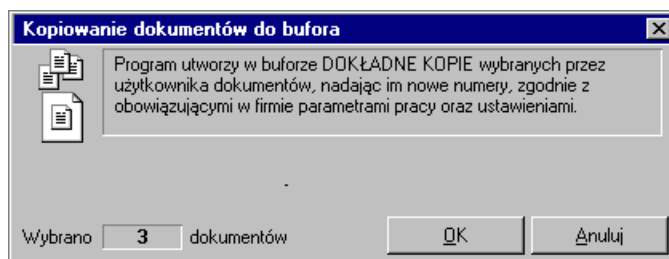 Kopiowanie dokumentów do bufora
Program utworzy w buforze DOKŁADNE KOPIE wybranych przez
użytkownika dokumentów, nadając im nowe numery, zgodnie z
obowiązującymi w firmie parametrami pracy oraz ustawieniami.
Wybrano 3 dokumentów OK Anuluj